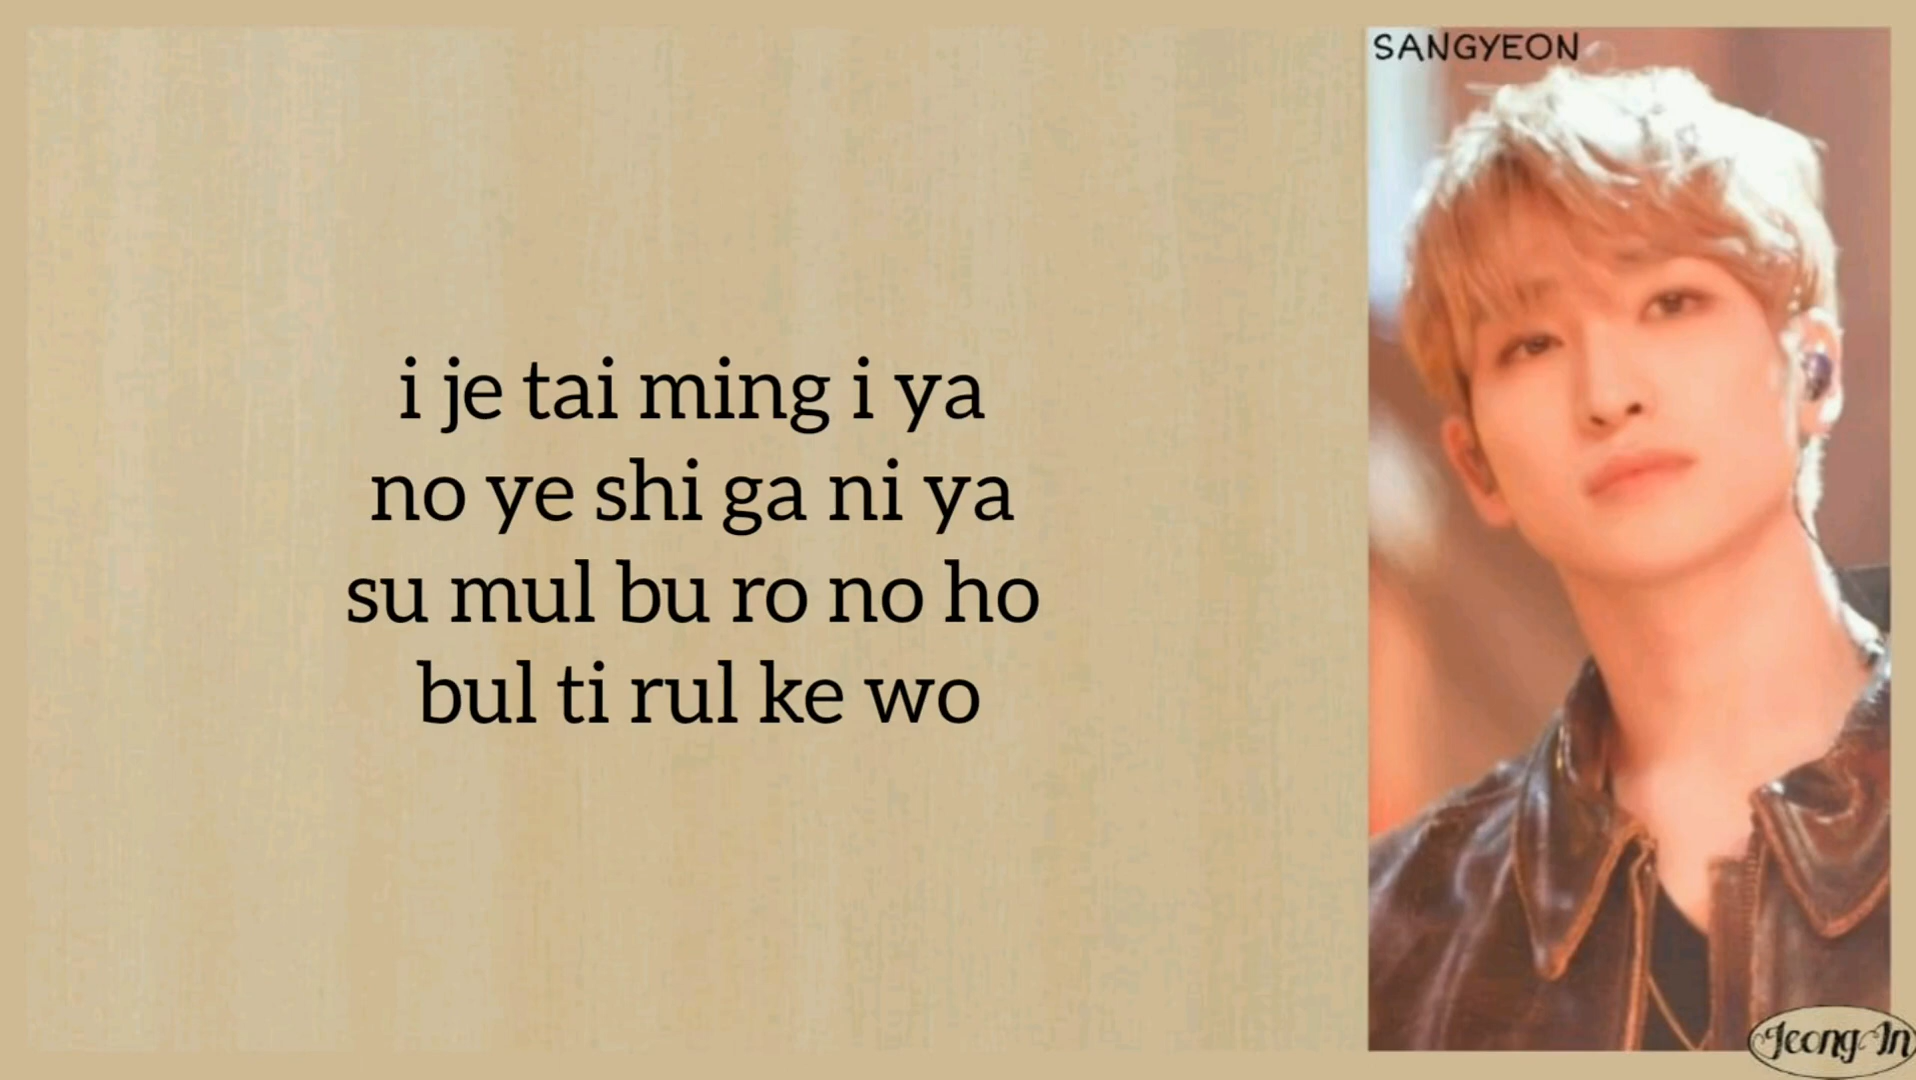 SANGYEON
i je tai ming i ya
no ye shi ga ni ya
su mul bu ro no ho
bul ti rul ke wo
Jeong In